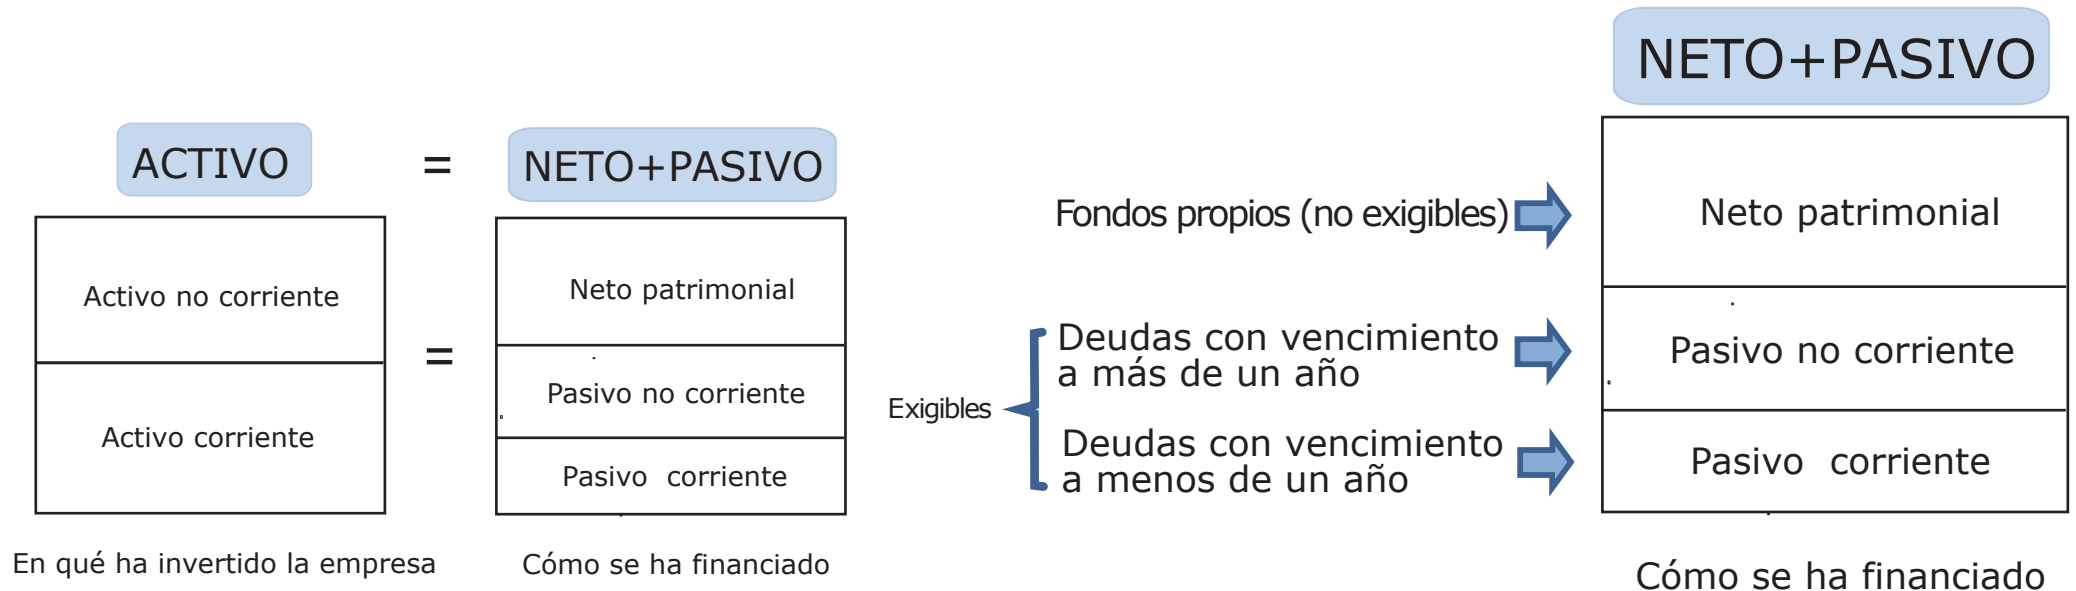 ACTIVO
=
NETO+PASIVO
Activo no corriente
Activo corriente
=
Neto patrimonial
Pasivo no corriente
Pasivo corriente
En qué ha invertido la empresa
Cómo se ha financiado
NETO+PASIVO
Fondos propios (no exigibles)
Neto patrimonial
Exigibles
Deudas con vencimiento
a más de un año
Pasivo no corriente
Deudas con vencimiento
a menos de un año
Pasivo corriente
Cómo se ha financiado